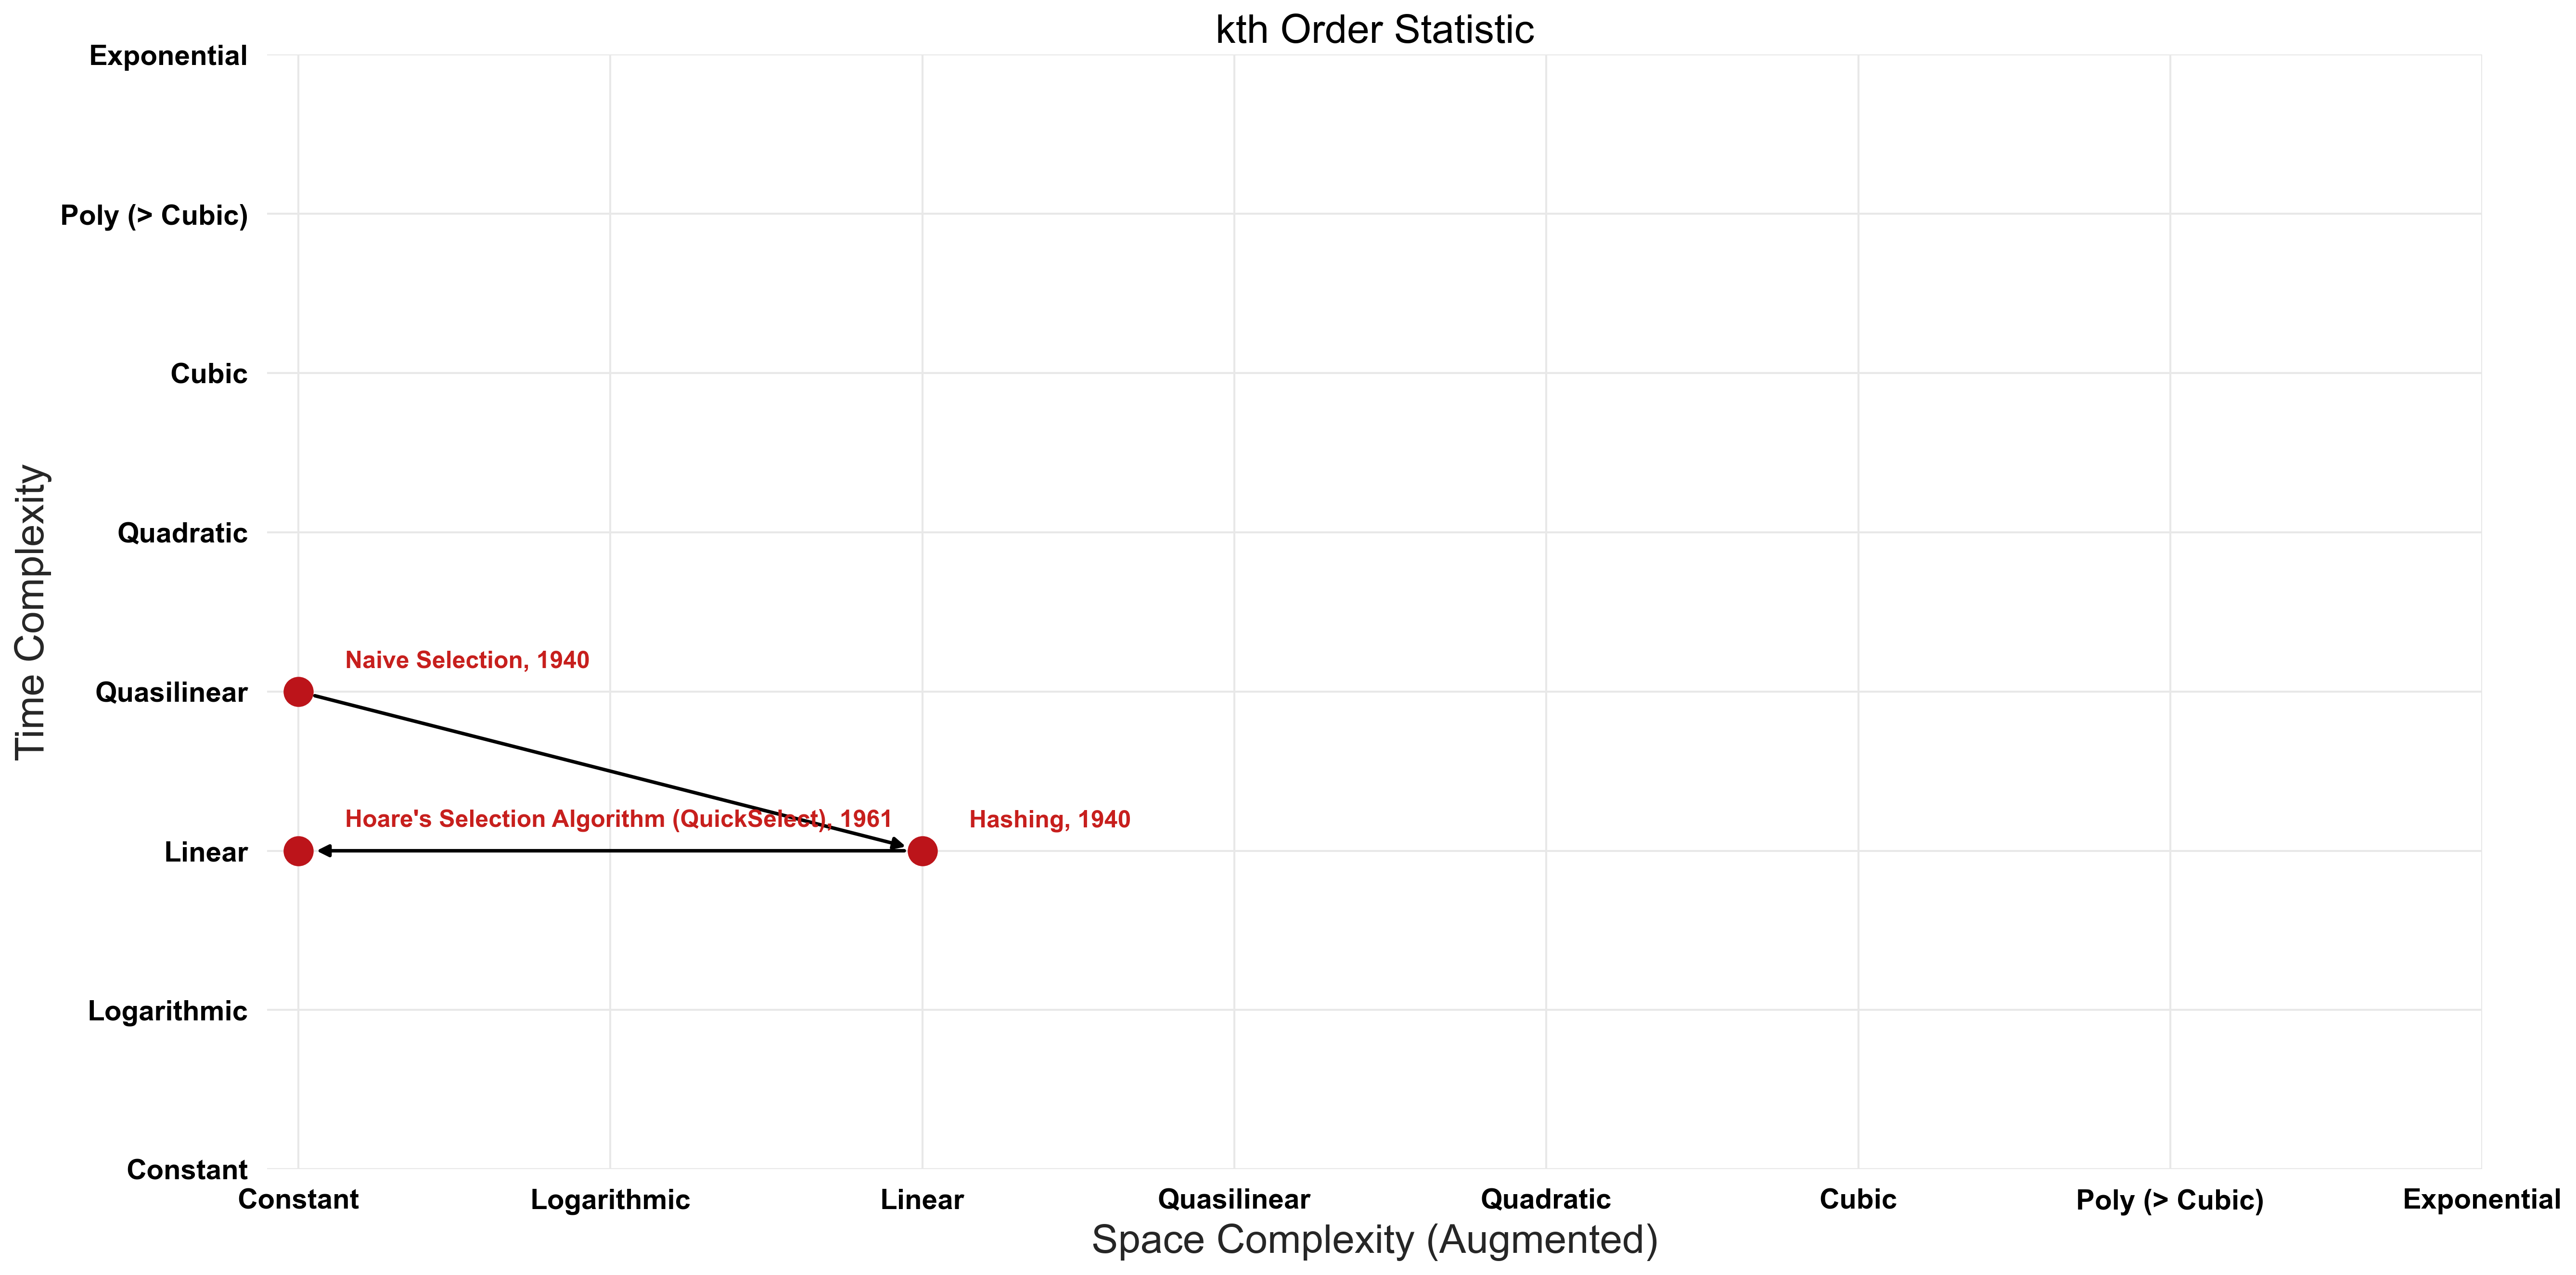 kth Order Statistic
Exponential
Poly (> Cubic)
Cubic
Quadratic
Quasilinear
Linear
Logarithmic
Constant
Time Complexity
Naive Selection, 1940
Hoare's Selection Algorithm (QuickSelect), 1961
Hashing, 1940
Constant
Logarithmic
Linear
Quasilinear
Quadratic
Cubic
Poly (> Cubic)
Exponential
Space Complexity (Augmented)